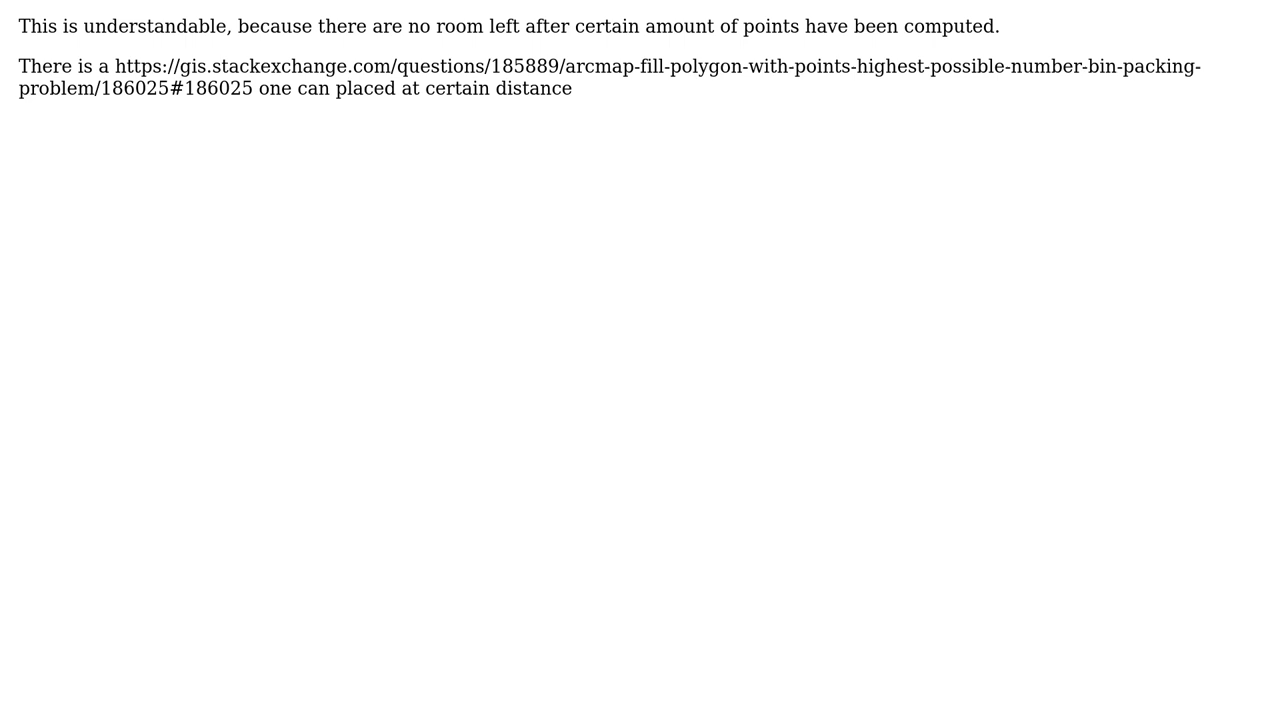 This is understandable, because there are no room left after certain amount of points have been computed.
There is a https://gis.stackexchange.com/questions/185889/arcmap-fill-polygon-with-points-highest-possible-number-bin-packing-
problem/186025#186025 one can placed at certain distance